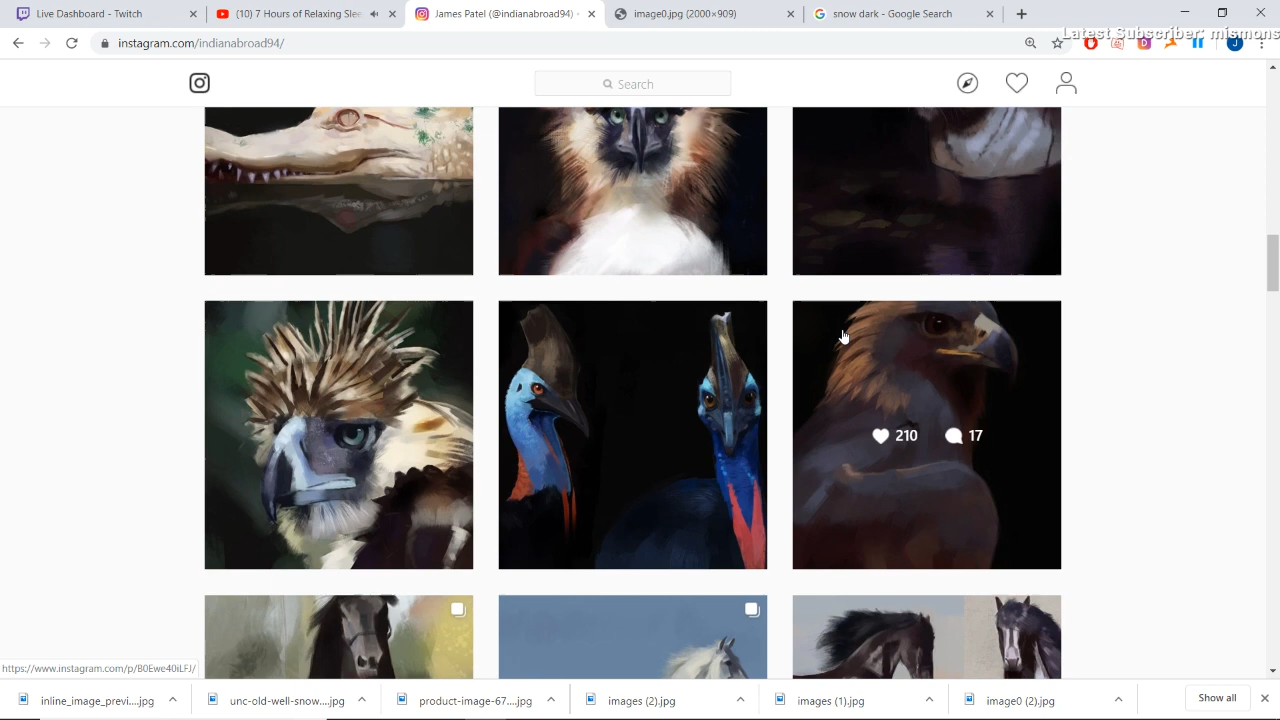 Live Dashboard - Twitch
(10) 7 Hours of Relaxing Slee
James Patel (@indianabroad94) ·
image0.jpg (2000×909)
snow dark - Google Search
instagram.com/indianabroad94/
Latest Subscriber: mismons
J
Search
210
17
https://www.instagram.com/p/B0Ewe40iLFJ/
inline_image_previ....jpg
unc-old-well-snow....jpg
product-image-67....jpg
images (2).jpg
images (1).jpg
image0 (2).jpg
Show all